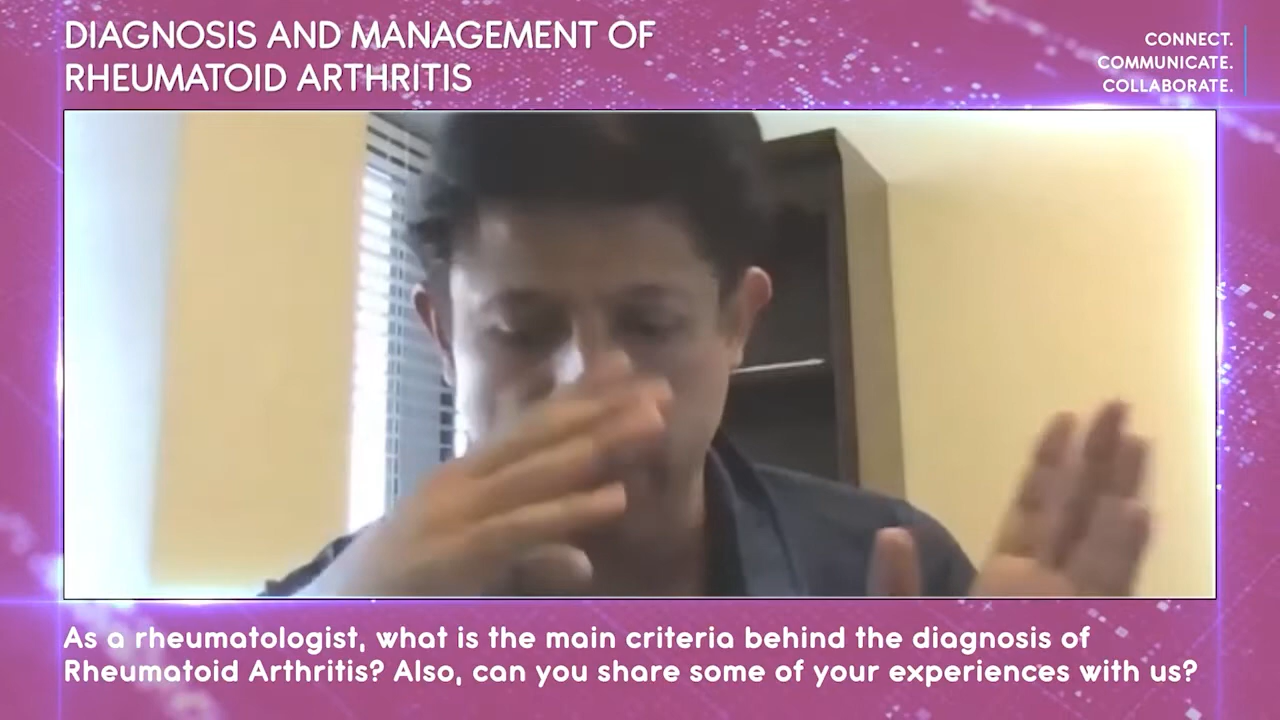 DIAGNOSIS AND MANAGEMENT OF
RHEUMATOID ARTHRITIS
CONNECT.
COMMUNICATE.
COLLABORATE.
As a rheumatologist, what is the main criteria behind the diagnosis of
Rheumatoid Arthritis? Also, can you share some of your experiences with us?